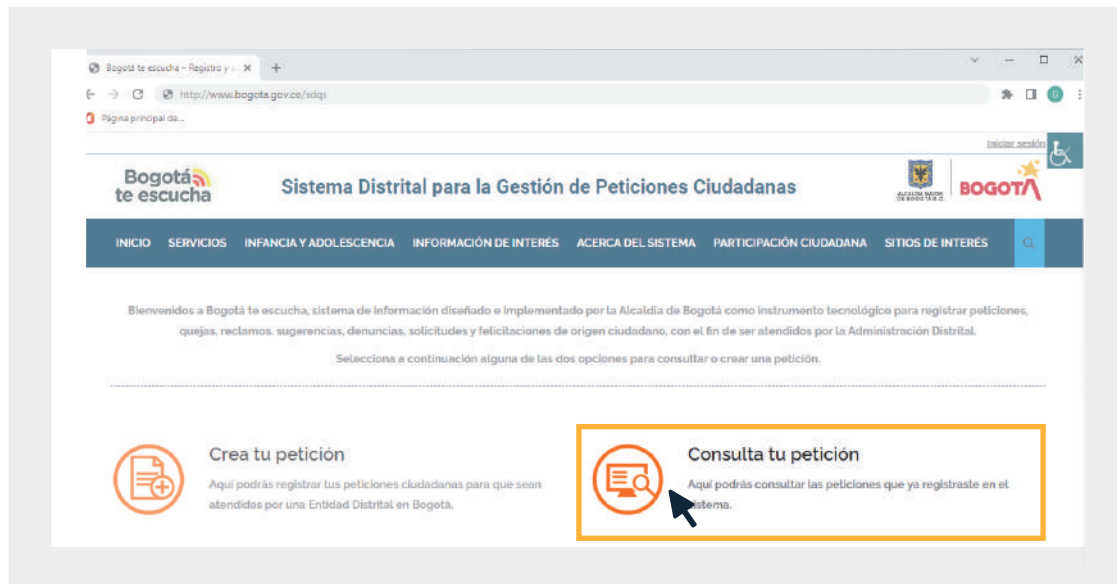 Bogotá te escucha – Registro y
http://www.bogota.gov.co/sdqs
Página principal de...
Iniciar sesión
Bogotá
te escucha
Sistema Distrital para la Gestión de Peticiones Ciudadanas
ALCALDÍA MAYOR
DE BOGOTÁ D.C.
BOGOTÁ
INICIO SERVICIOS INFANCIA Y ADOLESCENCIA INFORMACIÓN DE INTERÉS ACERCA DEL SISTEMA PARTICIPACIÓN CIUDADANA SITIOS DE INTERÉS
Bienvenidos a Bogotá te escucha, sistema de información diseñado e implementado por la Alcaldía de Bogotá como instrumento tecnológico para registrar peticiones,
quejas, reclamos, sugerencias, denuncias, solicitudes y felicitaciones de origen ciudadano, con el fin de ser atendidos por la Administración Distrital.
Selecciona a continuación alguna de las dos opciones para consultar o crear una petición.
Crea tu petición
Aquí podrás registrar tus peticiones ciudadanas para que sean
atendidas por una Entidad Distrital en Bogotá.
Consulta tu petición
Aquí podrás consultar las peticiones que ya registraste en el
sistema.